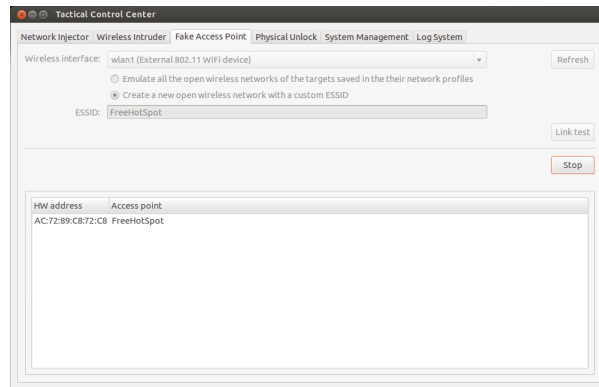 Tactical Control Center
Network Injector Wireless Intruder Fake Access Point Physical Unlock System Management Log System
Wireless interface: wlan1 (External 802.11 WiFi device) Refresh
Emulate all the open wireless networks of the targets saved in the their network profiles
Create a new open wireless network with a custom ESSID
ESSID: FreeHotSpot
Link test
Stop
HW address Access point
AC:72:89:C8:72:C8 FreeHotSpot